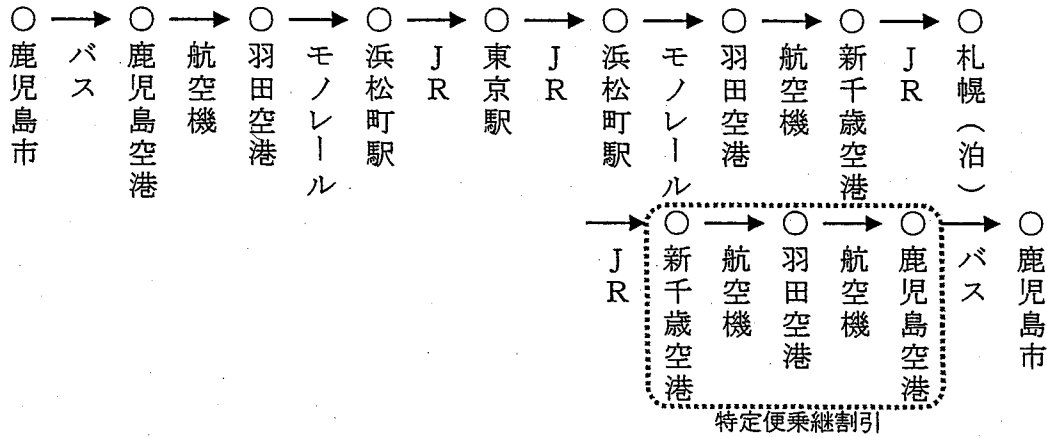 ○→○→○→○→○→○→○→○→○
鹿児島市
バス
鹿児島空港
航空機
羽田空港
モノレール
浜松町駅
JR
東京駅
JR
浜松町駅
モノレール
羽田空港
航空機
新千歳空港
JR
札幌(泊)
JR
新千歳空港
航空機
羽田空港
航空機
鹿児島空港
バス
鹿児島市
特定便乗継割引